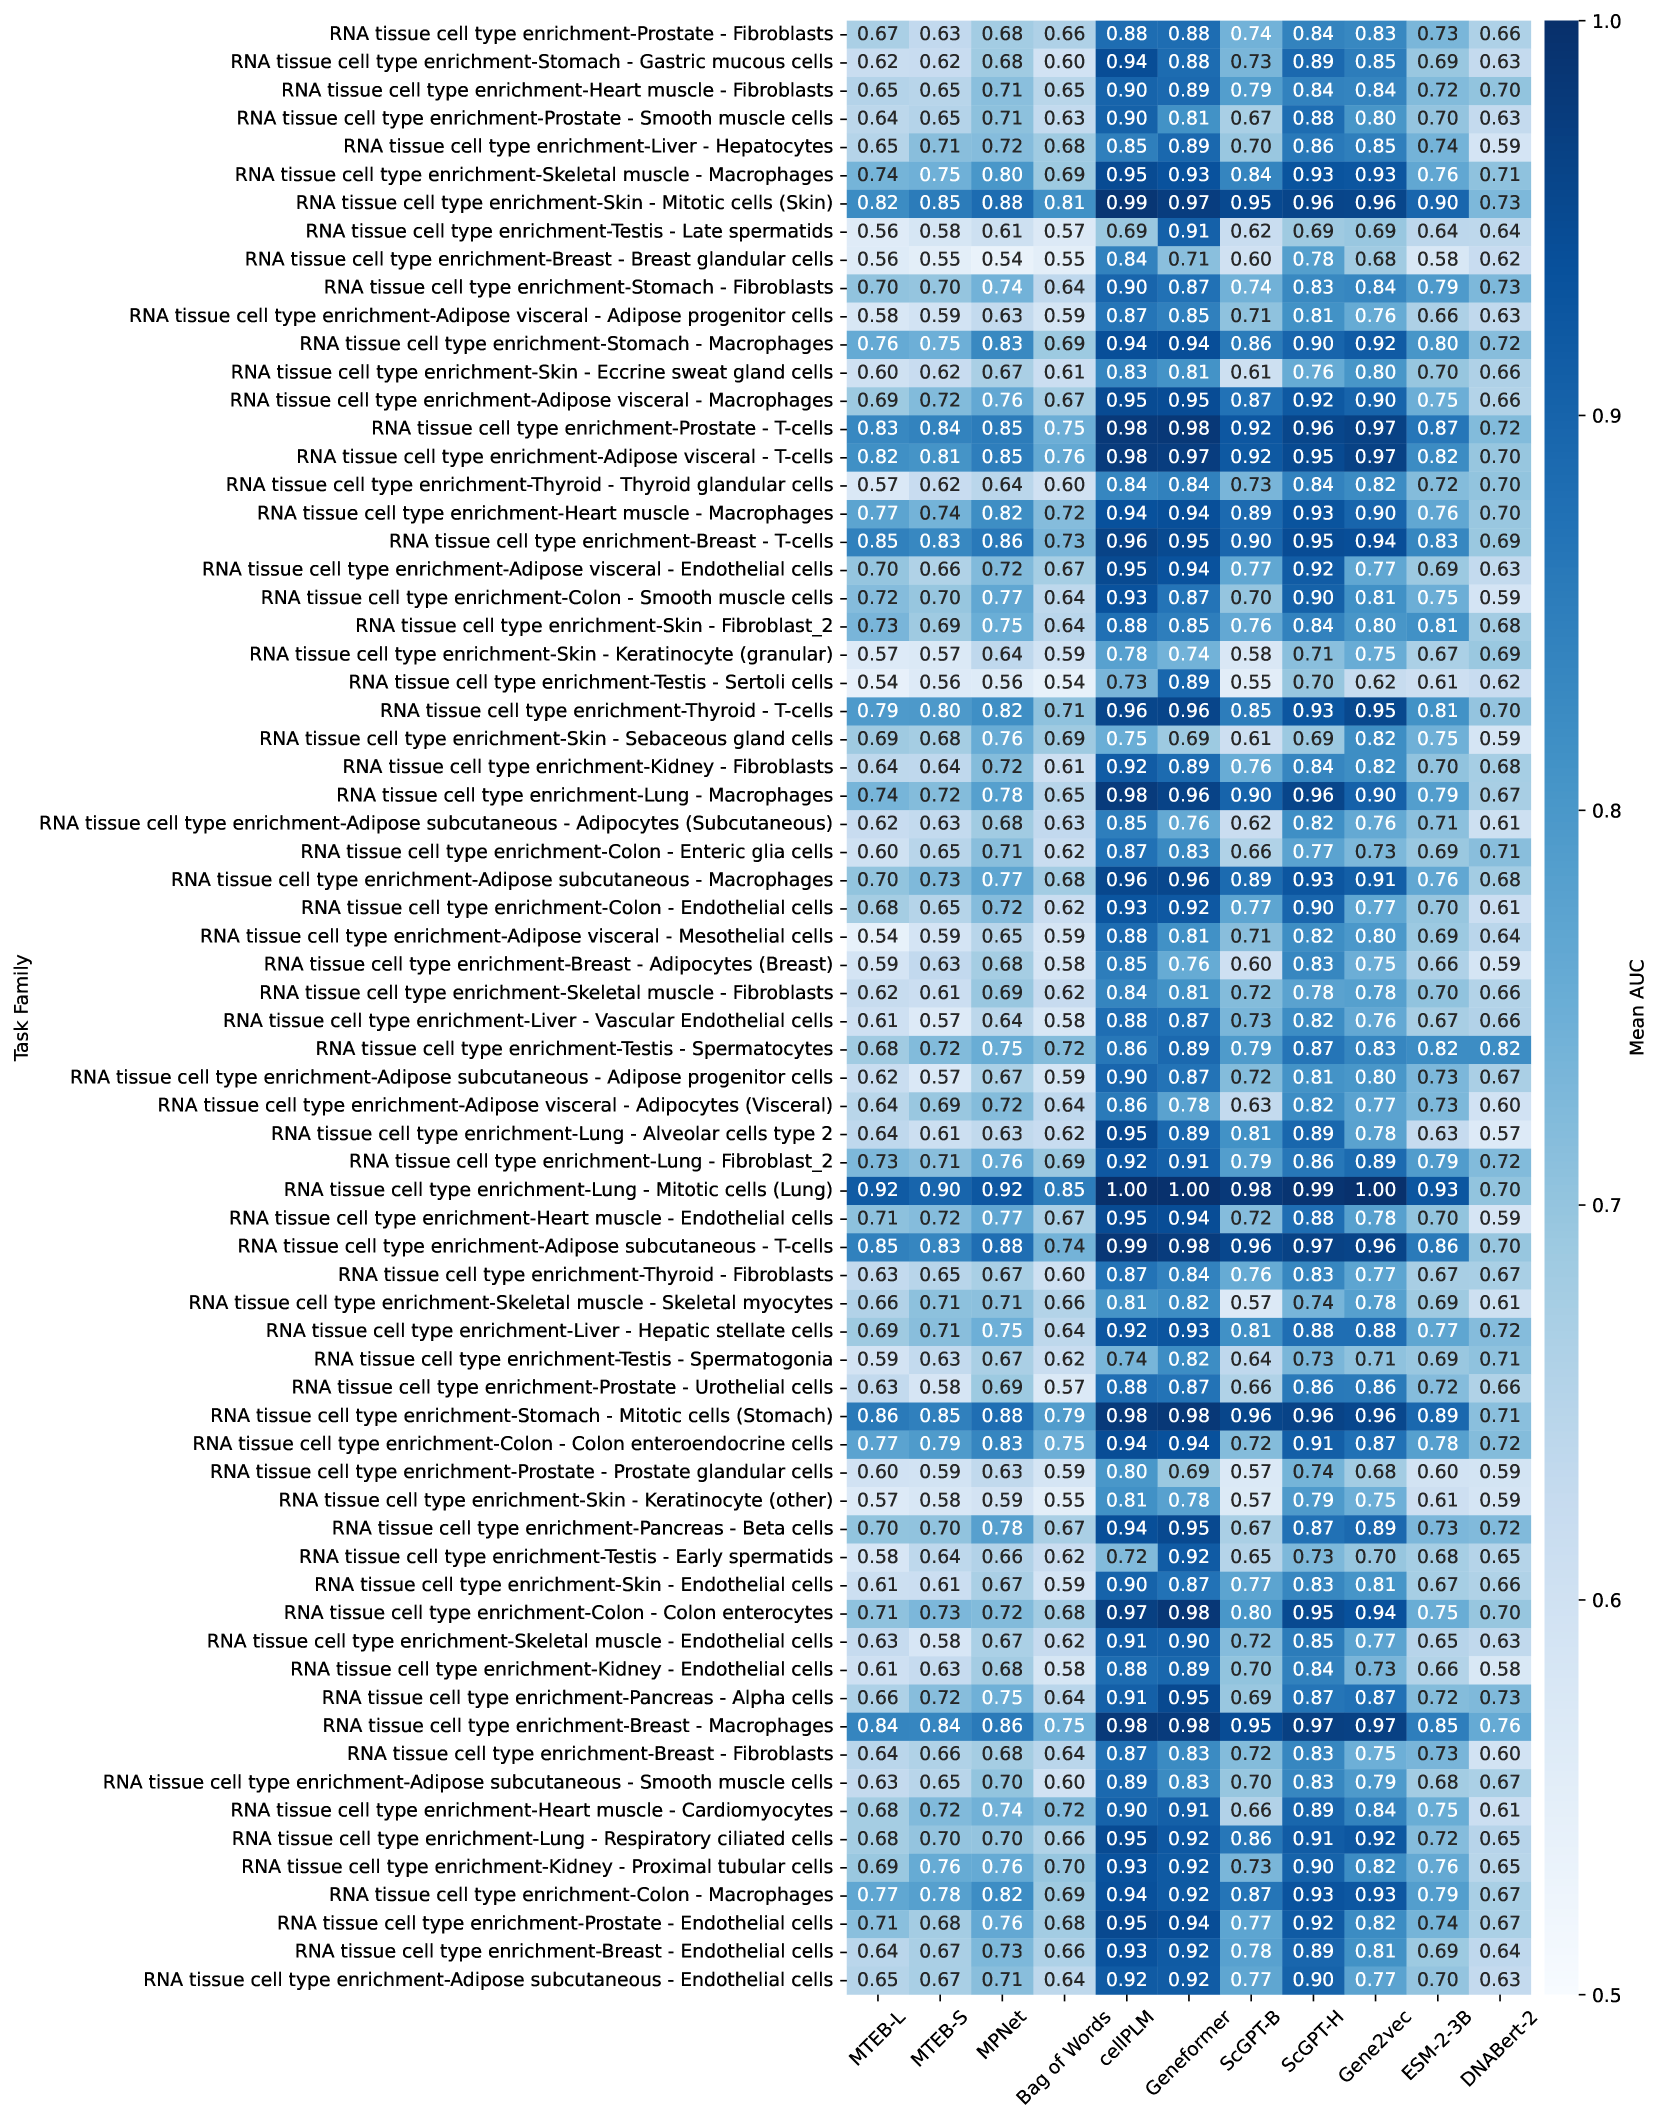 RNA tissue cell type enrichment-Prostate - Fibroblasts 0.67 0.63 0.68 0.66 0.88 0.88 0.74 0.84 0.83 0.73 0.66
RNA tissue cell type enrichment-Stomach - Gastric mucous cells 0.62 0.62 0.68 0.60 0.94 0.88 0.73 0.89 0.85 0.69 0.63
RNA tissue cell type enrichment-Heart muscle - Fibroblasts 0.65 0.65 0.71 0.65 0.90 0.89 0.79 0.84 0.84 0.72 0.70
RNA tissue cell type enrichment-Prostate - Smooth muscle cells 0.64 0.65 0.71 0.63 0.90 0.81 0.67 0.88 0.80 0.70 0.63
RNA tissue cell type enrichment-Liver - Hepatocytes 0.65 0.71 0.72 0.68 0.85 0.89 0.70 0.86 0.85 0.74 0.59
RNA tissue cell type enrichment-Skeletal muscle - Macrophages 0.74 0.75 0.80 0.69 0.95 0.93 0.84 0.93 0.93 0.76 0.71
RNA tissue cell type enrichment-Skin - Mitotic cells (Skin) 0.82 0.85 0.88 0.81 0.99 0.97 0.95 0.96 0.96 0.90 0.73
RNA tissue cell type enrichment-Testis - Late spermatids 0.56 0.58 0.61 0.57 0.69 0.91 0.62 0.69 0.69 0.64 0.64
RNA tissue cell type enrichment-Breast - Breast glandular cells 0.56 0.55 0.54 0.55 0.84 0.71 0.60 0.78 0.68 0.58 0.62
RNA tissue cell type enrichment-Stomach - Fibroblasts 0.70 0.70 0.74 0.64 0.90 0.87 0.74 0.83 0.84 0.79 0.73
RNA tissue cell type enrichment-Adipose visceral - Adipose progenitor cells 0.58 0.59 0.63 0.59 0.87 0.85 0.71 0.81 0.76 0.66 0.63
RNA tissue cell type enrichment-Stomach - Macrophages 0.76 0.75 0.83 0.69 0.94 0.94 0.86 0.90 0.92 0.80 0.72
RNA tissue cell type enrichment-Skin - Eccrine sweat gland cells 0.60 0.62 0.67 0.61 0.83 0.81 0.61 0.76 0.80 0.70 0.66
RNA tissue cell type enrichment-Adipose visceral - Macrophages 0.69 0.72 0.76 0.67 0.95 0.95 0.87 0.92 0.90 0.75 0.66
RNA tissue cell type enrichment-Prostate - T-cells 0.83 0.84 0.85 0.75 0.98 0.98 0.92 0.96 0.97 0.87 0.72
RNA tissue cell type enrichment-Adipose visceral - T-cells 0.82 0.81 0.85 0.76 0.98 0.97 0.92 0.95 0.97 0.82 0.70
RNA tissue cell type enrichment-Thyroid - Thyroid glandular cells 0.57 0.62 0.64 0.60 0.84 0.84 0.73 0.84 0.82 0.72 0.70
RNA tissue cell type enrichment-Heart muscle - Macrophages 0.77 0.74 0.82 0.72 0.94 0.94 0.89 0.93 0.90 0.76 0.70
RNA tissue cell type enrichment-Breast - T-cells 0.85 0.83 0.86 0.73 0.96 0.95 0.90 0.95 0.94 0.83 0.69
RNA tissue cell type enrichment-Adipose visceral - Endothelial cells 0.70 0.66 0.72 0.67 0.95 0.94 0.77 0.92 0.77 0.69 0.63
RNA tissue cell type enrichment-Colon - Smooth muscle cells 0.72 0.70 0.77 0.64 0.93 0.87 0.70 0.90 0.81 0.75 0.59
RNA tissue cell type enrichment-Skin - Fibroblast_2 0.73 0.69 0.75 0.64 0.88 0.85 0.76 0.84 0.80 0.81 0.68
RNA tissue cell type enrichment-Skin - Keratinocyte (granular) 0.57 0.57 0.64 0.59 0.78 0.74 0.58 0.71 0.75 0.67 0.69
RNA tissue cell type enrichment-Testis - Sertoli cells 0.54 0.56 0.56 0.54 0.73 0.89 0.55 0.70 0.62 0.61 0.62
RNA tissue cell type enrichment-Thyroid - T-cells 0.79 0.80 0.82 0.71 0.96 0.96 0.85 0.93 0.95 0.81 0.70
RNA tissue cell type enrichment-Skin - Sebaceous gland cells 0.69 0.68 0.76 0.69 0.75 0.69 0.61 0.69 0.82 0.75 0.59
RNA tissue cell type enrichment-Kidney - Fibroblasts 0.64 0.64 0.72 0.61 0.92 0.89 0.76 0.84 0.82 0.70 0.68
RNA tissue cell type enrichment-Lung - Macrophages 0.74 0.72 0.78 0.65 0.98 0.96 0.90 0.96 0.90 0.79 0.67
RNA tissue cell type enrichment-Adipose subcutaneous - Adipocytes (Subcutaneous) 0.62 0.63 0.68 0.63 0.85 0.76 0.62 0.82 0.76 0.71 0.61
RNA tissue cell type enrichment-Colon - Enteric glia cells 0.60 0.65 0.71 0.62 0.87 0.83 0.66 0.77 0.73 0.69 0.71
RNA tissue cell type enrichment-Adipose subcutaneous - Macrophages 0.70 0.73 0.77 0.68 0.96 0.96 0.89 0.93 0.91 0.76 0.68
RNA tissue cell type enrichment-Colon - Endothelial cells 0.68 0.65 0.72 0.62 0.93 0.92 0.77 0.90 0.77 0.70 0.61
RNA tissue cell type enrichment-Adipose visceral - Mesothelial cells 0.54 0.59 0.65 0.59 0.88 0.81 0.71 0.82 0.80 0.69 0.64
RNA tissue cell type enrichment-Breast - Adipocytes (Breast) 0.59 0.63 0.68 0.58 0.85 0.76 0.60 0.83 0.75 0.66 0.59
RNA tissue cell type enrichment-Skeletal muscle - Fibroblasts 0.62 0.61 0.69 0.62 0.84 0.81 0.72 0.78 0.78 0.70 0.66
RNA tissue cell type enrichment-Liver - Vascular Endothelial cells 0.61 0.57 0.64 0.58 0.88 0.87 0.73 0.82 0.76 0.67 0.66
RNA tissue cell type enrichment-Testis - Spermatocytes 0.68 0.72 0.75 0.72 0.86 0.89 0.79 0.87 0.83 0.82 0.82
RNA tissue cell type enrichment-Adipose subcutaneous - Adipose progenitor cells 0.62 0.57 0.67 0.59 0.90 0.87 0.72 0.81 0.80 0.73 0.67
RNA tissue cell type enrichment-Adipose visceral - Adipocytes (Visceral) 0.64 0.69 0.72 0.64 0.86 0.78 0.63 0.82 0.77 0.73 0.60
RNA tissue cell type enrichment-Lung - Alveolar cells type 2 0.64 0.61 0.63 0.62 0.95 0.89 0.81 0.89 0.78 0.63 0.57
RNA tissue cell type enrichment-Lung - Fibroblast_2 0.73 0.71 0.76 0.69 0.92 0.91 0.79 0.86 0.89 0.79 0.72
RNA tissue cell type enrichment-Lung - Mitotic cells (Lung) 0.92 0.90 0.92 0.85 1.00 1.00 0.98 0.99 1.00 0.93 0.70
RNA tissue cell type enrichment-Heart muscle - Endothelial cells 0.71 0.72 0.77 0.67 0.95 0.94 0.72 0.88 0.78 0.70 0.59
RNA tissue cell type enrichment-Adipose subcutaneous - T-cells 0.85 0.83 0.88 0.74 0.99 0.98 0.96 0.97 0.96 0.86 0.70
RNA tissue cell type enrichment-Thyroid - Fibroblasts 0.63 0.65 0.67 0.60 0.87 0.84 0.76 0.83 0.77 0.67 0.67
RNA tissue cell type enrichment-Skeletal muscle - Skeletal myocytes 0.66 0.71 0.71 0.66 0.81 0.82 0.57 0.74 0.78 0.69 0.61
RNA tissue cell type enrichment-Liver - Hepatic stellate cells 0.69 0.71 0.75 0.64 0.92 0.93 0.81 0.88 0.88 0.77 0.72
RNA tissue cell type enrichment-Testis - Spermatogonia 0.59 0.63 0.67 0.62 0.74 0.82 0.64 0.73 0.71 0.69 0.71
RNA tissue cell type enrichment-Prostate - Urothelial cells 0.63 0.58 0.69 0.57 0.88 0.87 0.66 0.86 0.86 0.72 0.66
RNA tissue cell type enrichment-Stomach - Mitotic cells (Stomach) 0.86 0.85 0.88 0.79 0.98 0.98 0.96 0.96 0.96 0.89 0.71
RNA tissue cell type enrichment-Colon - Colon enteroendocrine cells 0.77 0.79 0.83 0.75 0.94 0.94 0.72 0.91 0.87 0.78 0.72
RNA tissue cell type enrichment-Prostate - Prostate glandular cells 0.60 0.59 0.63 0.59 0.80 0.69 0.57 0.74 0.68 0.60 0.59
RNA tissue cell type enrichment-Skin - Keratinocyte (other) 0.57 0.58 0.59 0.55 0.81 0.78 0.57 0.79 0.75 0.61 0.59
RNA tissue cell type enrichment-Pancreas - Beta cells 0.70 0.70 0.78 0.67 0.94 0.95 0.67 0.87 0.89 0.73 0.72
RNA tissue cell type enrichment-Testis - Early spermatids 0.58 0.64 0.66 0.62 0.72 0.92 0.65 0.73 0.70 0.68 0.65
RNA tissue cell type enrichment-Skin - Endothelial cells 0.61 0.61 0.67 0.59 0.90 0.87 0.77 0.83 0.81 0.67 0.66
RNA tissue cell type enrichment-Colon - Colon enterocytes 0.71 0.73 0.72 0.68 0.97 0.98 0.80 0.95 0.94 0.75 0.70
RNA tissue cell type enrichment-Skeletal muscle - Endothelial cells 0.63 0.58 0.67 0.62 0.91 0.90 0.72 0.85 0.77 0.65 0.63
RNA tissue cell type enrichment-Kidney - Endothelial cells 0.61 0.63 0.68 0.58 0.88 0.89 0.70 0.84 0.73 0.66 0.58
RNA tissue cell type enrichment-Pancreas - Alpha cells 0.66 0.72 0.75 0.64 0.91 0.95 0.69 0.87 0.87 0.72 0.73
RNA tissue cell type enrichment-Breast - Macrophages 0.84 0.84 0.86 0.75 0.98 0.98 0.95 0.97 0.97 0.85 0.76
RNA tissue cell type enrichment-Breast - Fibroblasts 0.64 0.66 0.68 0.64 0.87 0.83 0.72 0.83 0.75 0.73 0.60
RNA tissue cell type enrichment-Adipose subcutaneous - Smooth muscle cells 0.63 0.65 0.70 0.60 0.89 0.83 0.70 0.83 0.79 0.68 0.67
RNA tissue cell type enrichment-Heart muscle - Cardiomyocytes 0.68 0.72 0.74 0.72 0.90 0.91 0.66 0.89 0.84 0.75 0.61
RNA tissue cell type enrichment-Lung - Respiratory ciliated cells 0.68 0.70 0.70 0.66 0.95 0.92 0.86 0.91 0.92 0.72 0.65
RNA tissue cell type enrichment-Kidney - Proximal tubular cells 0.69 0.76 0.76 0.70 0.93 0.92 0.73 0.90 0.82 0.76 0.65
RNA tissue cell type enrichment-Colon - Macrophages 0.77 0.78 0.82 0.69 0.94 0.92 0.87 0.93 0.93 0.79 0.67
RNA tissue cell type enrichment-Prostate - Endothelial cells 0.71 0.68 0.76 0.68 0.95 0.94 0.77 0.92 0.82 0.74 0.67
RNA tissue cell type enrichment-Breast - Endothelial cells 0.64 0.67 0.73 0.66 0.93 0.92 0.78 0.89 0.81 0.69 0.64
RNA tissue cell type enrichment-Adipose subcutaneous - Endothelial cells 0.65 0.67 0.71 0.64 0.92 0.92 0.77 0.90 0.77 0.70 0.63
MTEB-L MTEB-S MPNet Bag of Words cellPLM Geneformer ScGPT-B ScGPT-H Gene2vec ESM-2-3B DNABert-2
Task Family
1.0
0.9
0.8
0.7
0.6
0.5
Mean AUC